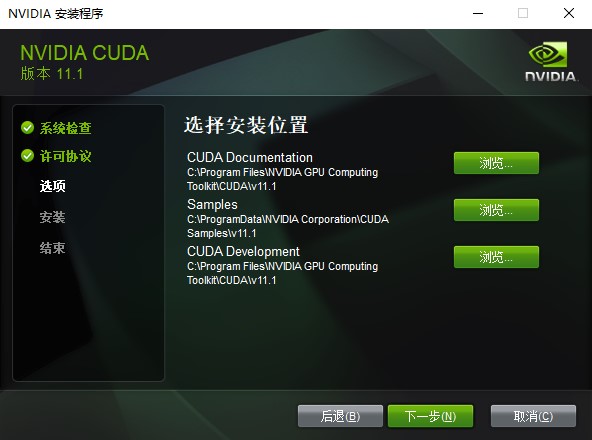 NVIDIA 安装程序
NVIDIA CUDA
版本 11.1
NVIDIA.
系统检查
许可协议
选项
安装
结束
选择安装位置
CUDA Documentation
C:\Program Files\NVIDIA GPU Computing
Toolkit\CUDA\v11.1
浏览...
Samples
C:\ProgramData\NVIDIA Corporation\CUDA
Samples\v11.1
浏览...
CUDA Development
C:\Program Files\NVIDIA GPU Computing
Toolkit\CUDA\v11.1
浏览...
后退(B)
下一步(N)
取消(C)